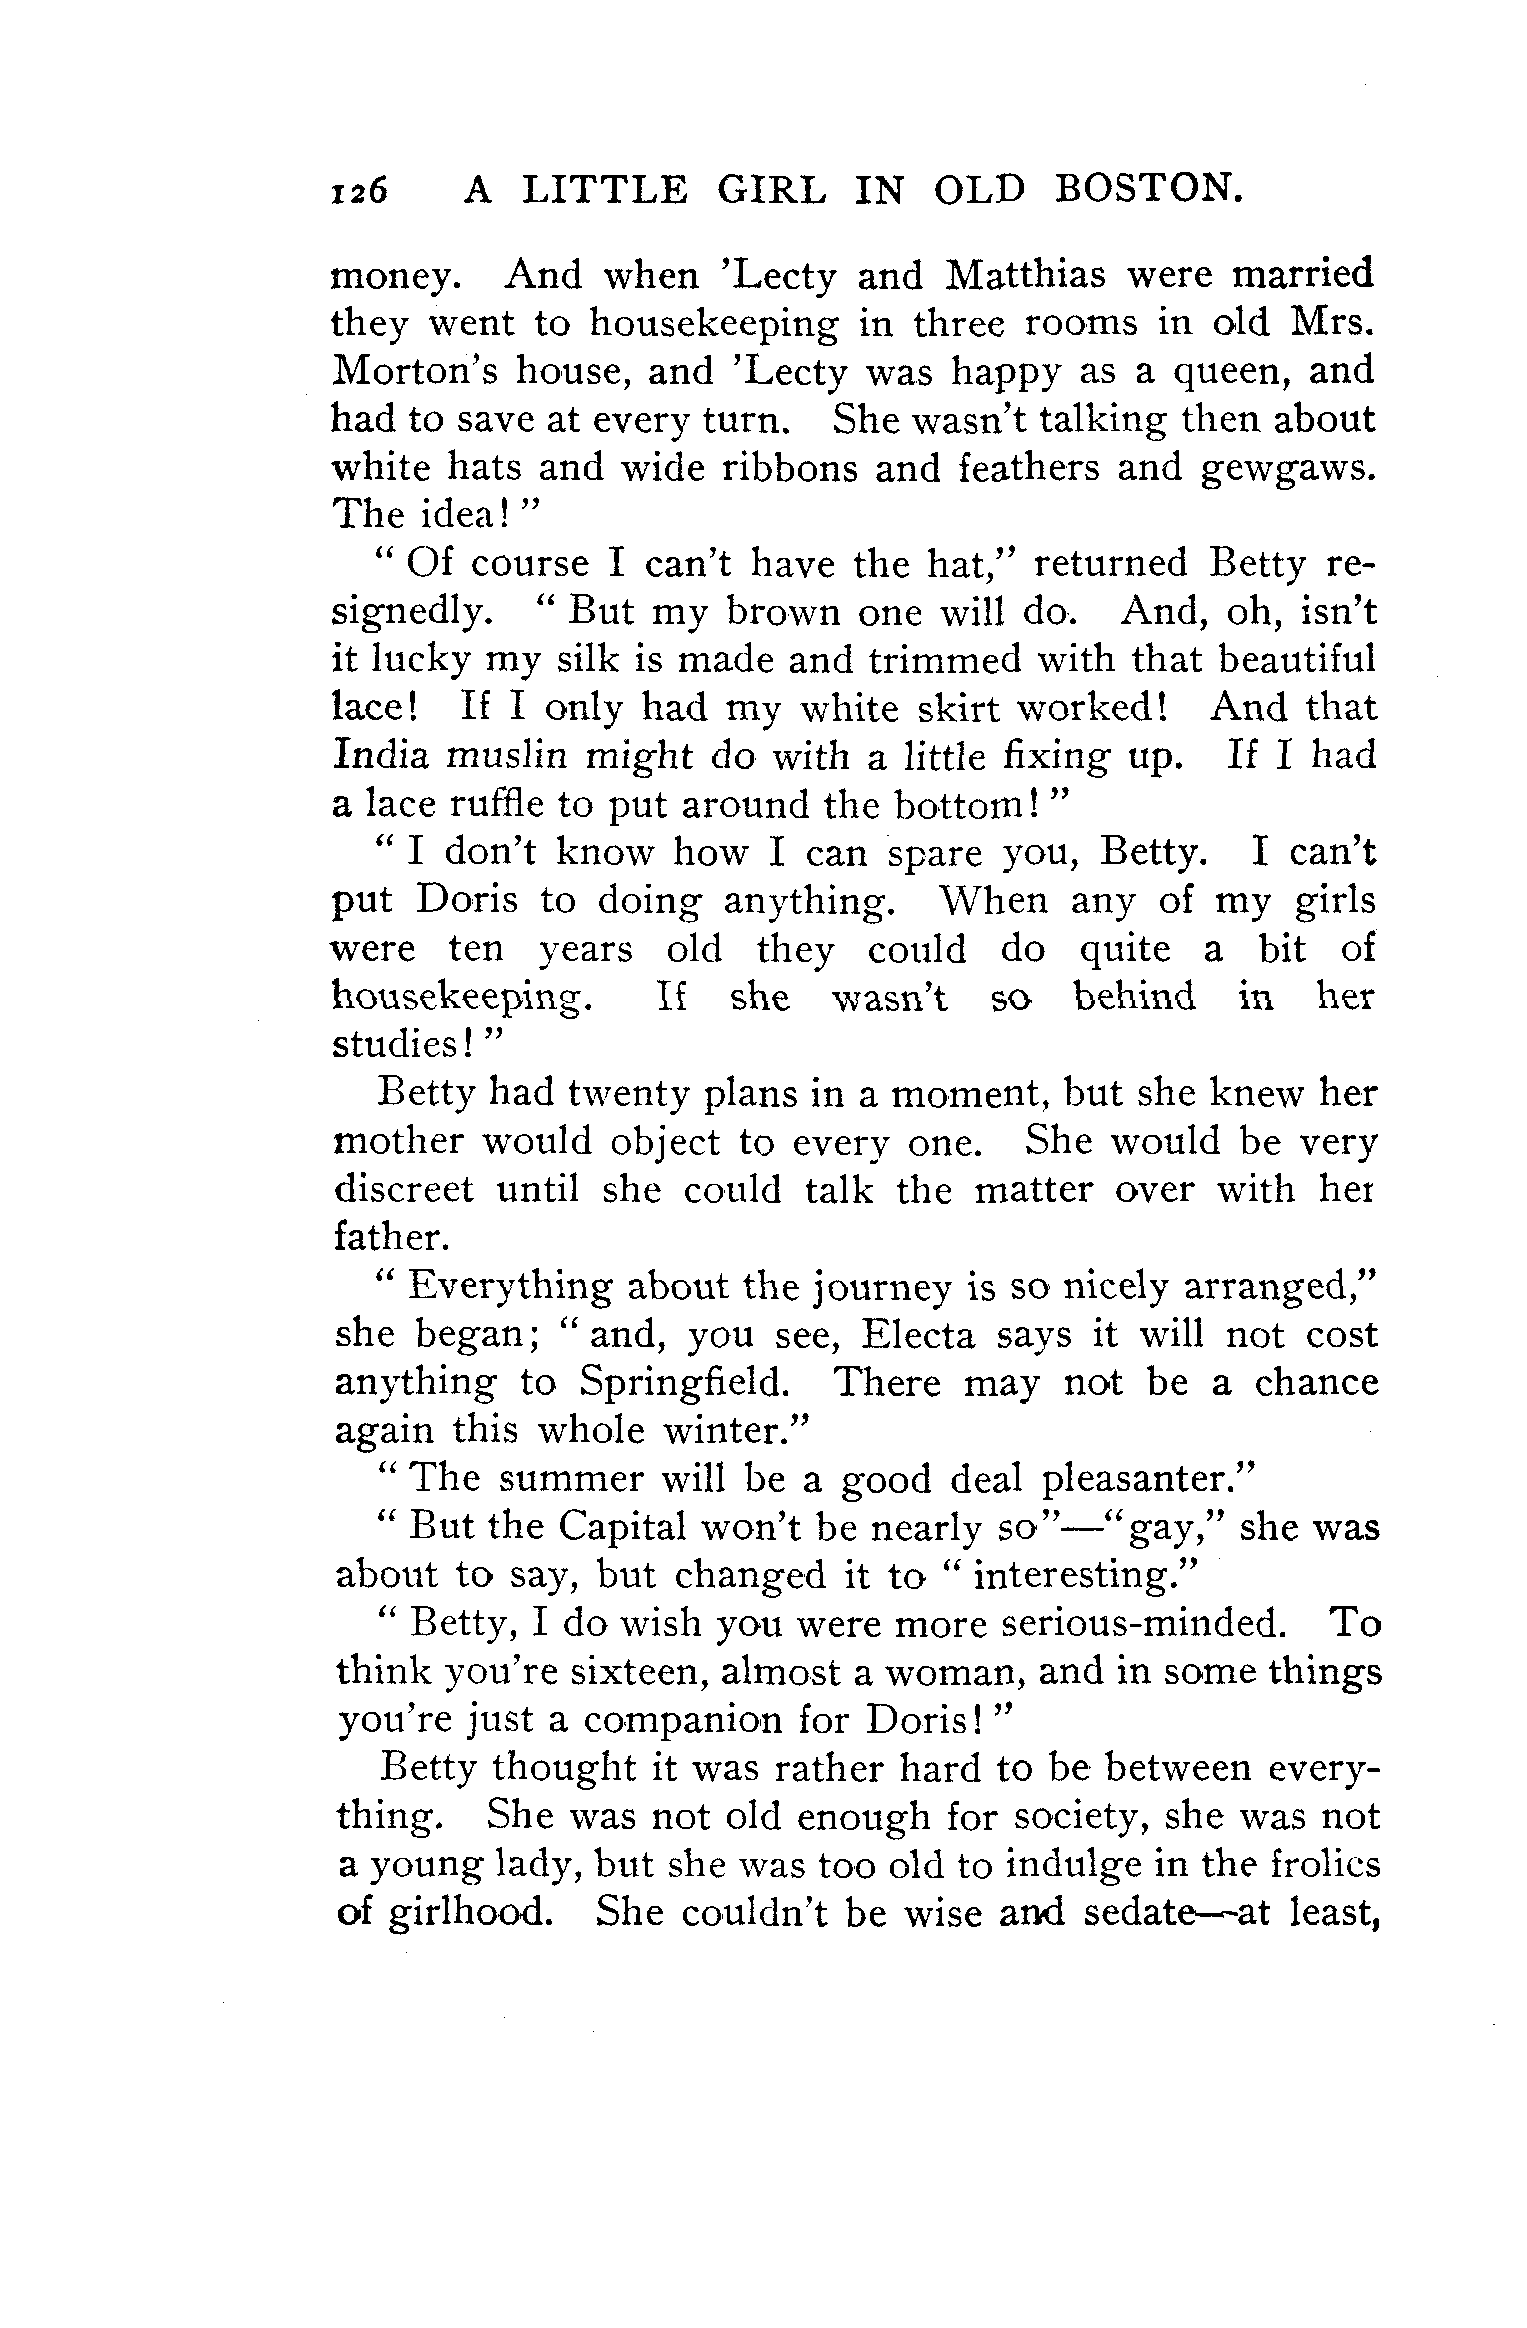 126 A LITTLE GIRL IN OLD BOSTON.
money. And when 'Lecty and Matthias were married
they went to housekeeping in three rooms in old Mrs.
Morton's house, and 'Lecty was happy as a queen, and
had to save at every turn. She wasn't talking then about
white hats and wide ribbons and feathers and gewgaws.
The idea! "
" Of course I can't have the hat," returned Betty re-
signedly. " But my brown one will do. And, oh, isn't
it lucky my silk is made and trimmed with that beautiful
lace! If I only had my white skirt worked! And that
India muslin might do with a little fixing up. If I had
a lace ruffle to put around the bottom! "
" I don't know how I can spare you, Betty. I can't
put Doris to doing anything. When any of my girls
were ten years old they could do quite a bit of
housekeeping. If she wasn't so behind in her
studies! "
Betty had twenty plans in a moment, but she knew her
mother would object to every one. She would be very
discreet until she could talk the matter over with her
father.
" Everything about the journey is so nicely arranged,"
she began; " and, you see, Electa says it will not cost
anything to Springfield. There may not be a chance
again this whole winter."
" The summer will be a good deal pleasanter."
" But the Capital won't be nearly so"—"gay," she was
about to say, but changed it to " interesting."
" Betty, I do wish you were more serious-minded. To
think you're sixteen, almost a woman, and in some things
you're just a companion for Doris! "
Betty thought it was rather hard to be between every-
thing. She was not old enough for society, she was not
a young lady, but she was too old to indulge in the frolics
of girlhood. She couldn't be wise and sedate—at least,